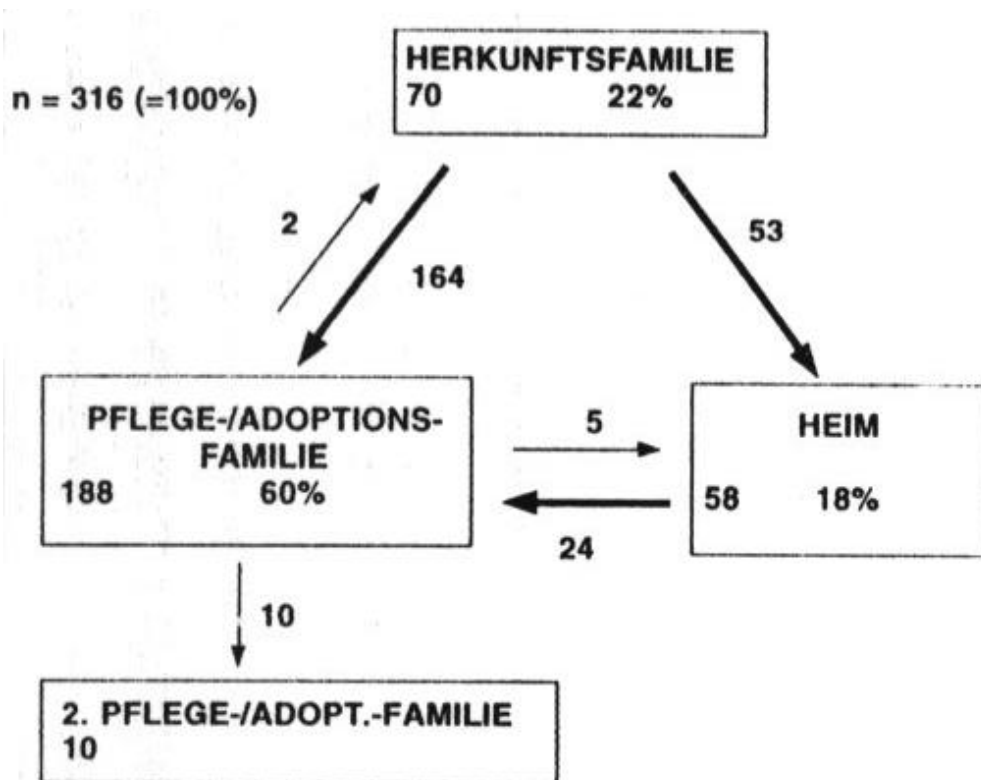 HERKUNFTSFAMILIE
70 22%
n = 316 (=100%)
2
164
53
PFLEGE-/ADOPTIONS-
FAMILIE
188 60%
5
24
HEIM
58 18%
10
2. PFLEGE-/ADOPT.-FAMILIE
10